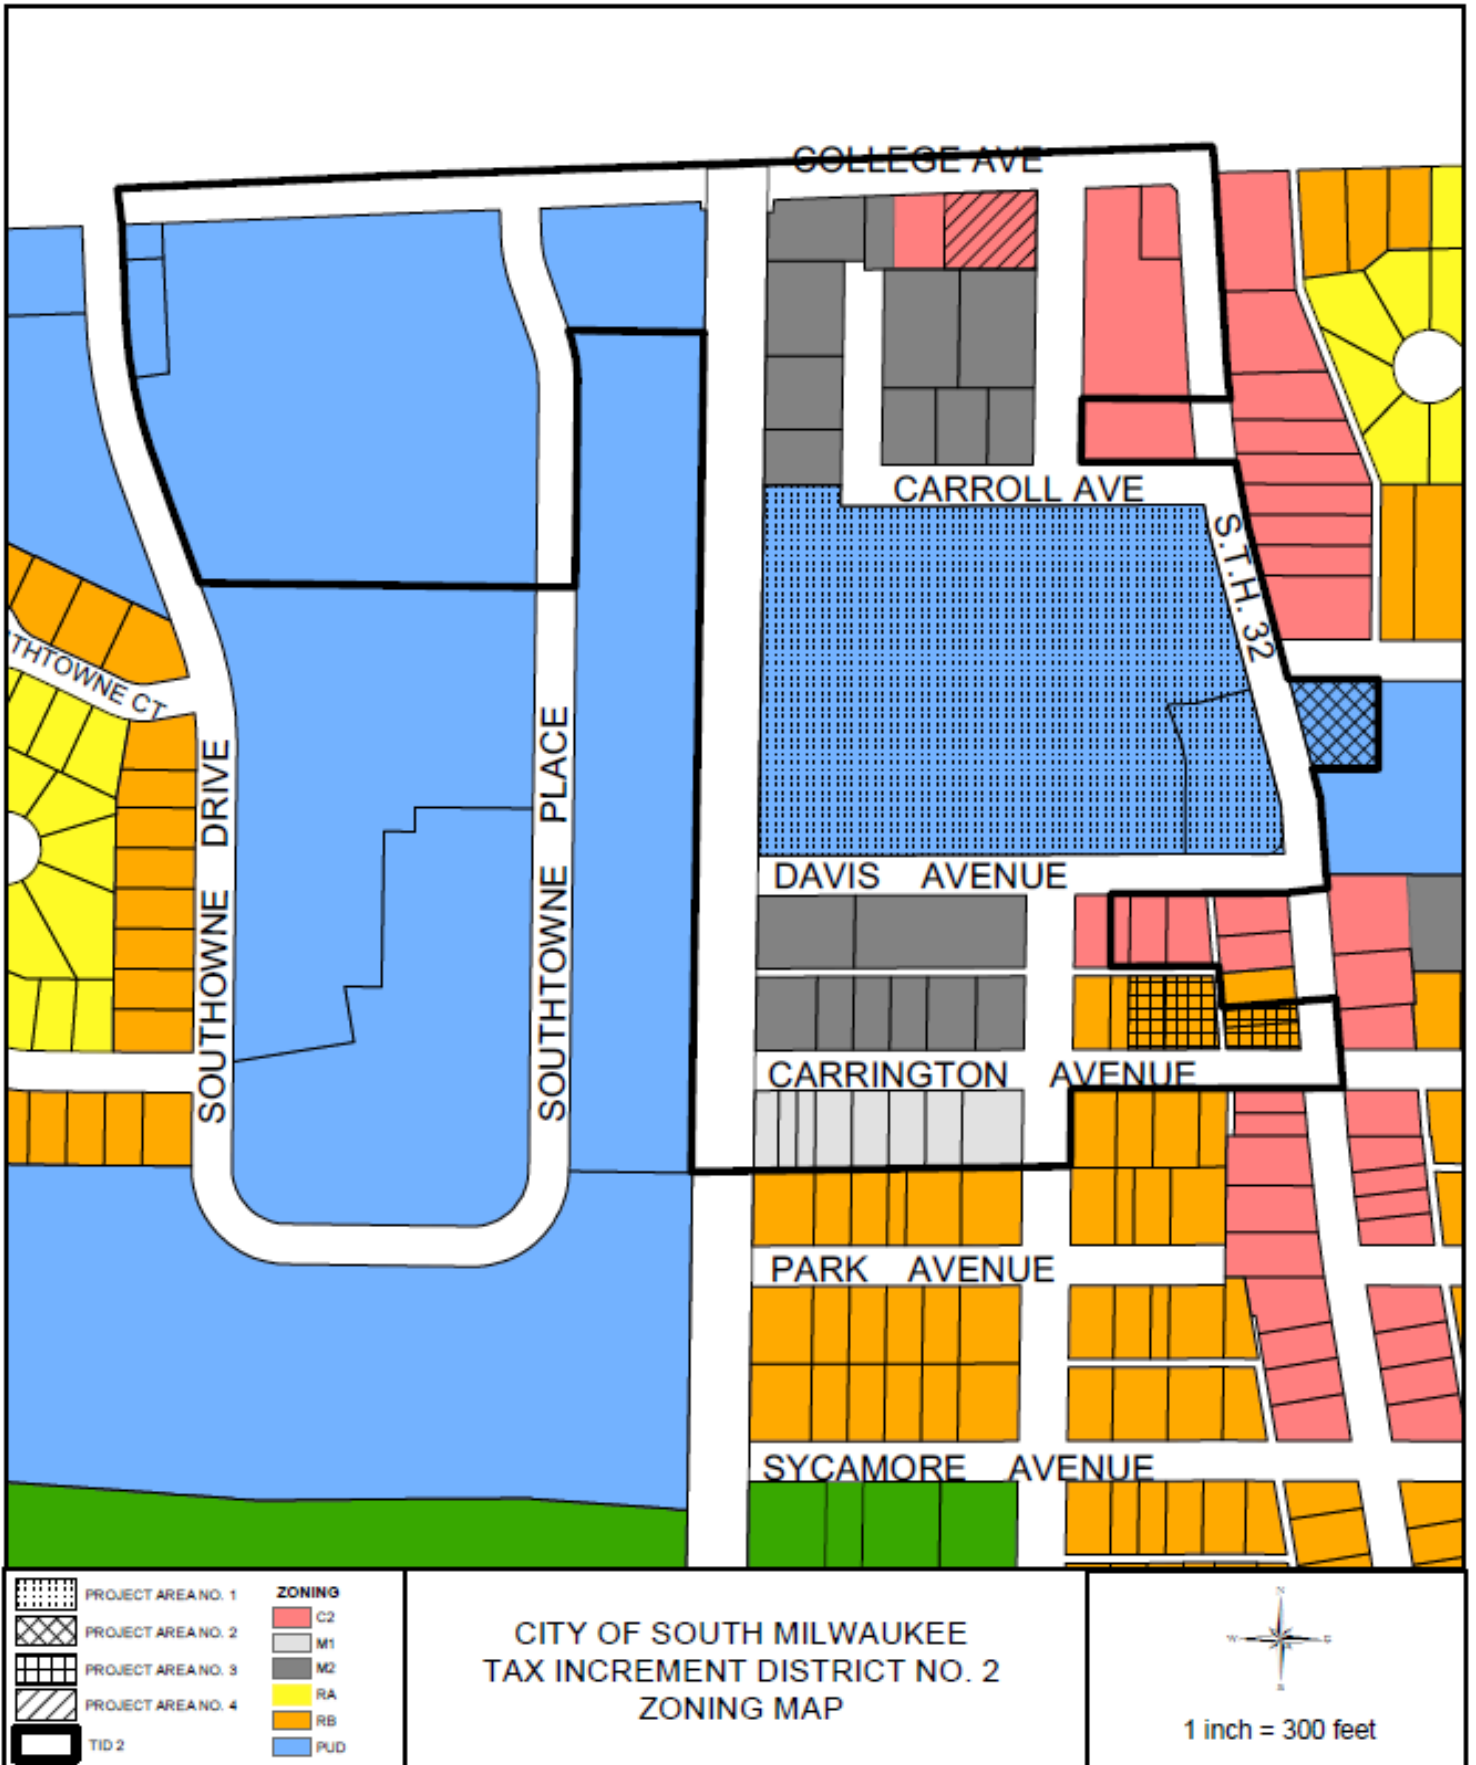 COLLEGE AVE
CARROLL AVE
S.T.H. 32
THTOWNE CT
SOUTHOWNE DRIVE
SOUTHTOWNE PLACE
DAVIS AVENUE
CARRINGTON AVENUE
PARK AVENUE
SYCAMORE AVENUE
PROJECT AREA NO. 1
PROJECT AREA NO. 2
PROJECT AREA NO. 3
PROJECT AREA NO. 4
TID 2
ZONING
C2
M1
M2
RA
RB
PUD
CITY OF SOUTH MILWAUKEE
TAX INCREMENT DISTRICT NO. 2
ZONING MAP
N
W
E
S
1 inch = 300 feet